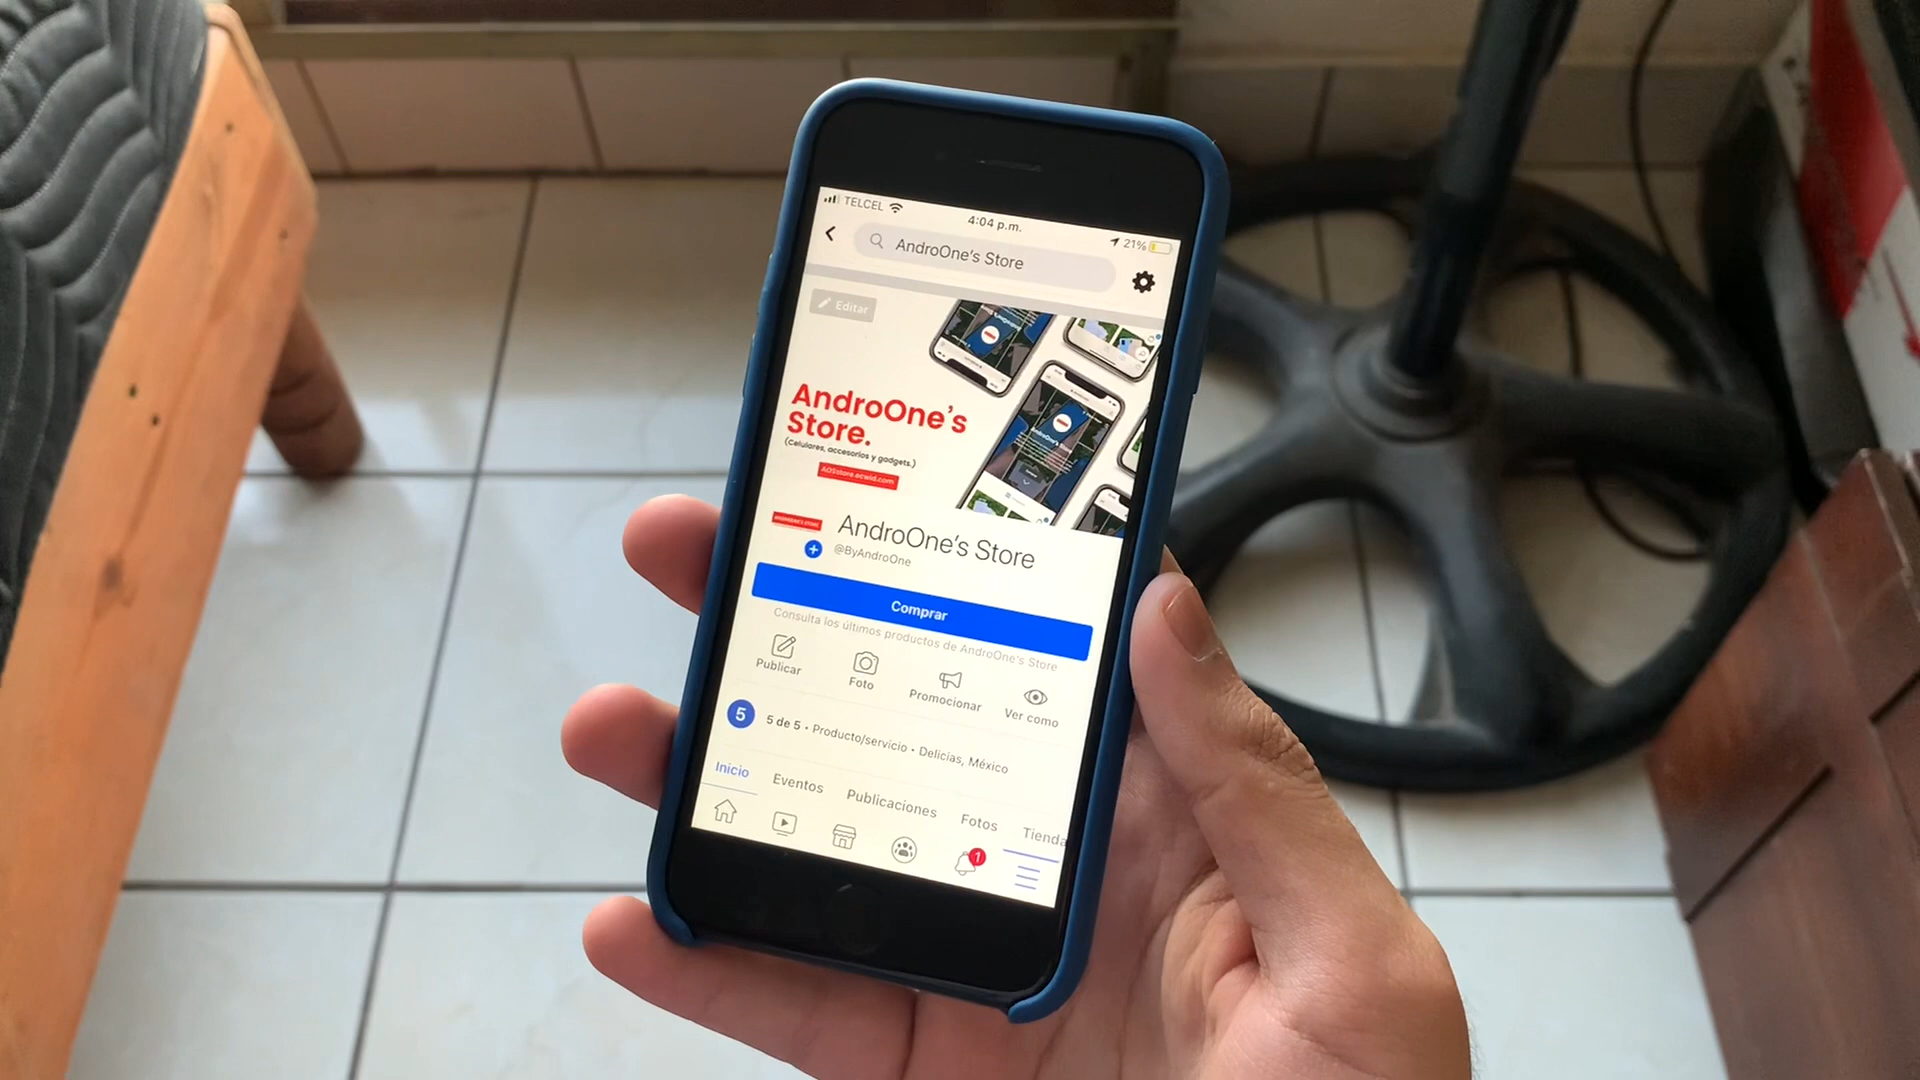 TELCEL
4:04 p.m.
21%
AndroOne's Store
Editar
AndroOne's
Store.
(Celulares, accesorios y gadgets.)
AOSstore.ecwid.com
AndroOne's Store
@ByAndroOne
Comprar
Consulta los últimos productos de AndroOne's Store
Publicar
Foto
Promocionar
Ver como
5
5 de 5 • Producto/servicio • Delicias, México
Inicio
Eventos
Publicaciones
Fotos
Tienda
1